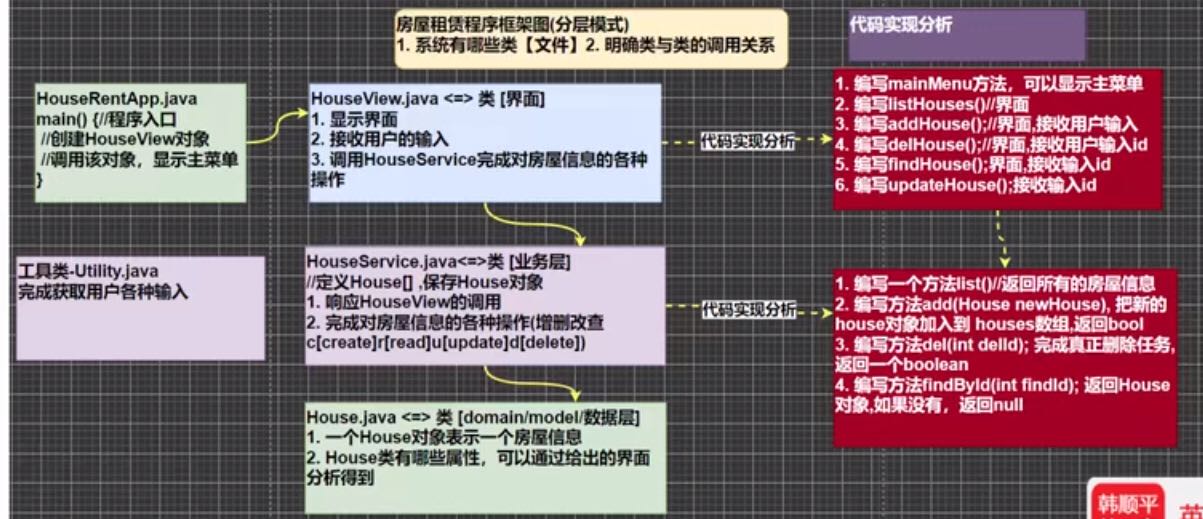 房屋租赁程序框架图(分层模式)
1. 系统有哪些类【文件】2. 明确类与类的调用关系
代码实现分析
HouseRentApp.java
main() {//程序入口
//创建HouseView对象
//调用该对象，显示主菜单
}
HouseView.java <=> 类 [界面]
1. 显示界面
2. 接收用户的输入
3. 调用HouseService完成对房屋信息的各种
操作
代码实现分析
1. 编写mainMenu方法，可以显示主菜单
2. 编写listHouses()//界面
3. 编写addHouse();//界面,接收用户输入
4. 编写delHouse();//界面,接收用户输入id
5. 编写findHouse();界面,接收输入id
6. 编写updateHouse();接收输入id
工具类-Utility.java
完成获取用户各种输入
HouseService.java<=>类 [业务层]
//定义House[] ,保存House对象
1. 响应HouseView的调用
2. 完成对房屋信息的各种操作(增删改查
c[create]r[read]u[update]d[delete])
代码实现分析
1. 编写一个方法list()//返回所有的房屋信息
2. 编写方法add(House newHouse), 把新的
house对象加入到 houses数组,返回bool
3. 编写方法del(int delId); 完成真正删除任务,
返回一个boolean
4. 编写方法findById(int findId); 返回House
对象,如果没有，返回null
House.java <=> 类 [domain/model/数据层]
1. 一个House对象表示一个房屋信息
2. House类有哪些属性，可以通过给出的界面
分析得到
韩顺平